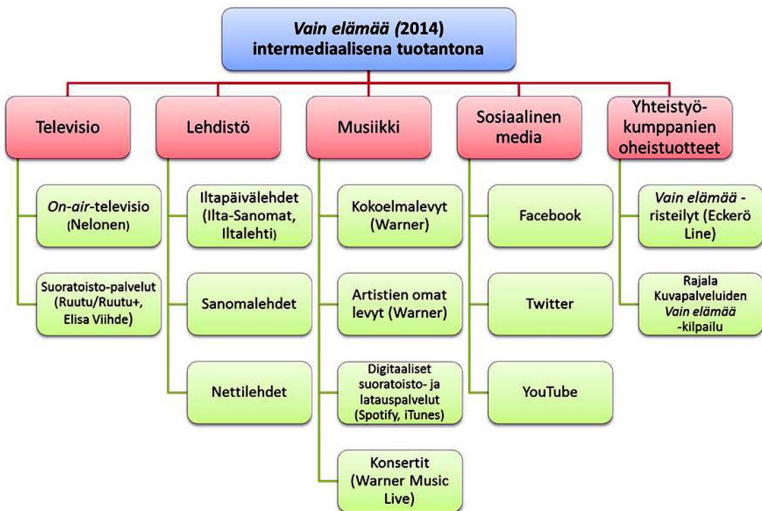 Vain elämää (2014)
intermediaalisena tuotantona
Televisio
On-air-televisio
(Nelonen)
Suoratoisto-palvelut
(Ruutu/Ruutu+,
Elisa Viihde)
Lehdistö
Iltapäivälehdet
(Ilta-Sanomat,
Iltalehti)
Sanomalehdet
Nettilehdet
Musiikki
Kokoelmalevyt
(Warner)
Artistien omat
levyt (Warner)
Digitaaliset
suoratoisto- ja
latauspalvelut
(Spotify, iTunes)
Konsertit
(Warner Music
Live)
Sosiaalinen
media
Facebook
Twitter
YouTube
Yhteistyö-
kumppanien
oheistuotteet
Vain elämää -
risteilyt (Eckerö
Line)
Rajala
Kuvapalveluiden
Vain elämää
-kilpailu